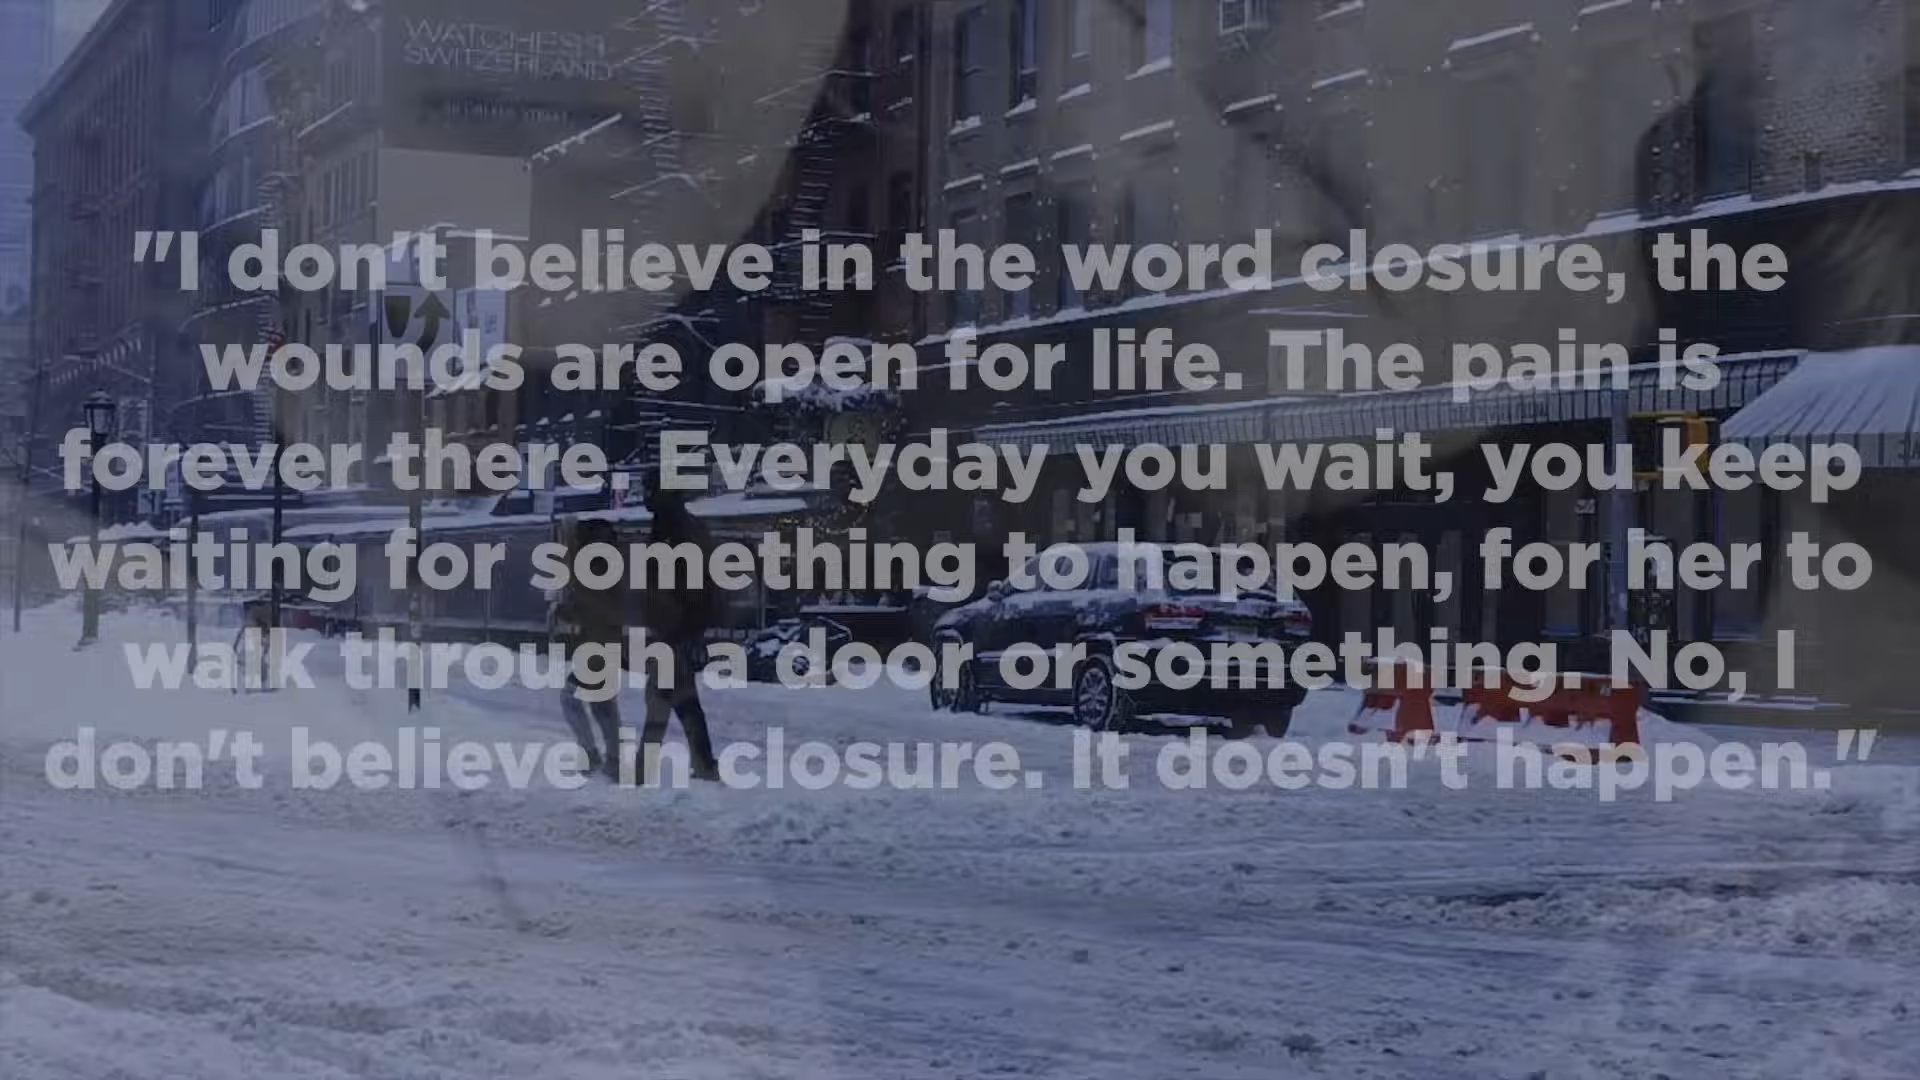 WATCHES OF
SWITZERLAND
"I don't believe in the word closure, the
wounds are open for life. The pain is
forever there. Everyday you wait, you keep
waiting for something to happen, for her to
walk through a door or something. No, I
don't believe in closure. It doesn't happen."